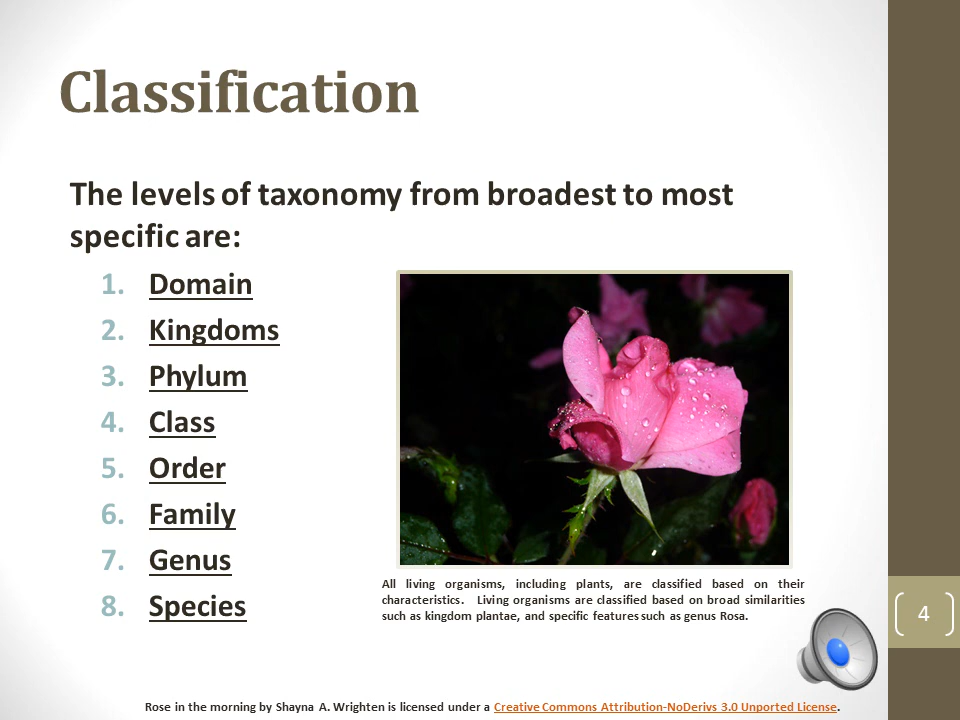 Classification
The levels of taxonomy from broadest to most
specific are:
1. Domain
2. Kingdoms
3. Phylum
4. Class
5. Order
6. Family
7. Genus
8. Species
All living organisms, including plants, are classified based on their
characteristics. Living organisms are classified based on broad similarities
such as kingdom plantae, and specific features such as genus Rosa.
4
Rose in the morning by Shayna A. Wrighten is licensed under a Creative Commons Attribution-NoDerivs 3.0 Unported License.